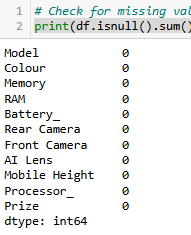 1 # Check for missing val
2 print(df.isnull().sum()
Model 0
Colour 0
Memory 0
RAM 0
Battery_ 0
Rear Camera 0
Front Camera 0
AI Lens 0
Mobile Height 0
Processor_ 0
Prize 0
dtype: int64